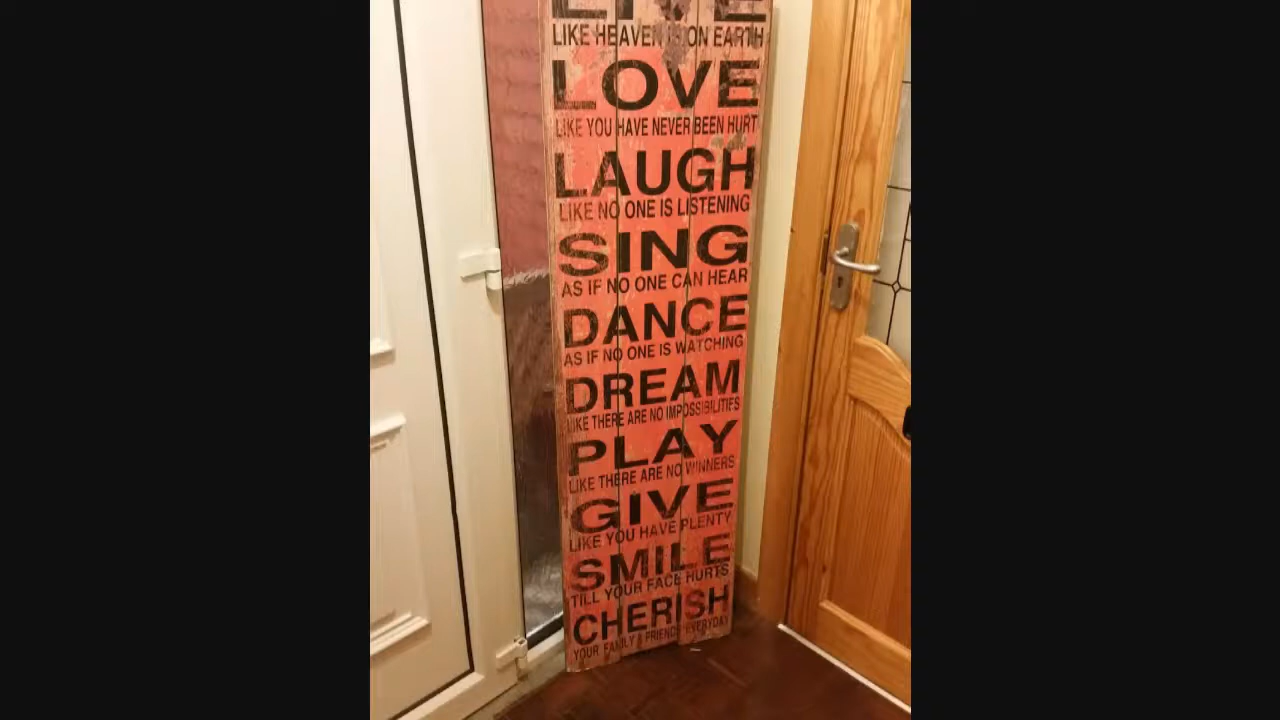 LIVE
LIKE HEAVEN IS ON EARTH
LOVE
LIKE YOU HAVE NEVER BEEN HURT
LAUGH
LIKE NO ONE IS LISTENING
SING
AS IF NO ONE CAN HEAR
DANCE
AS IF NO ONE IS WATCHING
DREAM
LIKE THERE ARE NO IMPOSSIBILITIES
PLAY
LIKE THERE ARE NO WINNERS
GIVE
LIKE YOU HAVE PLENTY
SMILE
TILL YOUR FACE HURTS
CHERISH
YOUR FAMILY & FRIENDS EVERYDAY